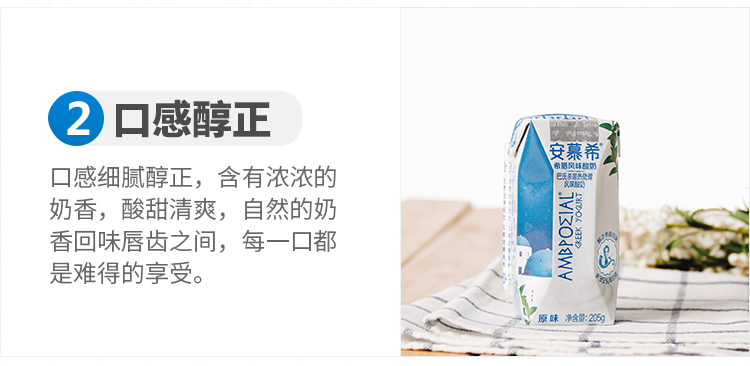 2 口感醇正
口感细腻醇正，含有浓浓的
奶香，酸甜清爽，自然的奶
香回味唇齿之间，每一口都
是难得的享受。
安慕希
希腊风味酸奶
巴氏杀菌热处理
风味酸奶
AMBPOΣIAL
GREEK YOGURT
原味 净含量:205g